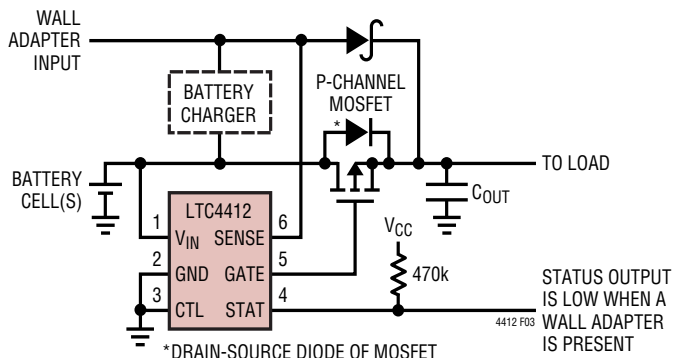 WALL
ADAPTER
INPUT
BATTERY
CHARGER
P-CHANNEL
MOSFET
*
TO LOAD
BATTERY
CELL(S)
COUT
LTC4412
1
VIN
SENSE
6
2
GND
GATE
5
3
CTL
STAT
4
VCC
470k
STATUS OUTPUT
IS LOW WHEN A
WALL ADAPTER
IS PRESENT
4412 F03
*DRAIN-SOURCE DIODE OF MOSFET